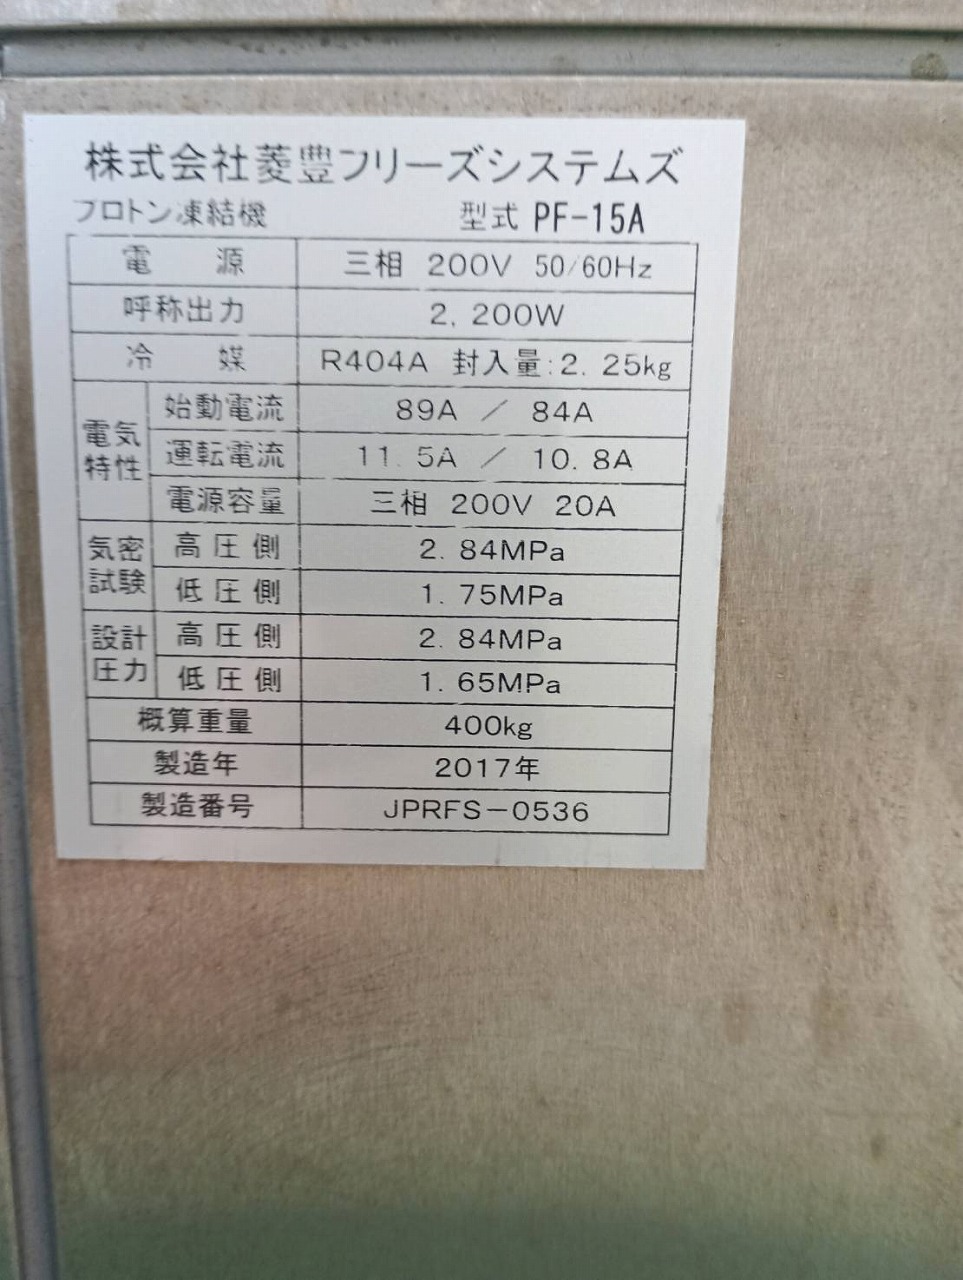 株式会社菱豊フリーズシステムズ
プロトン凍結機 型式 PF-15A
電源 三相 200V 50/60Hz
呼称出力 2,200W
冷媒 R404A 封入量:2.25kg
電気特性 始動電流 89A / 84A
運転電流 11.5A / 10.8A
電源容量 三相 200V 20A
気密試験 高圧側 2.84MPa
低圧側 1.75MPa
設計圧力 高圧側 2.84MPa
低圧側 1.65MPa
概算重量 400kg
製造年 2017年
製造番号 JPRFS-0536